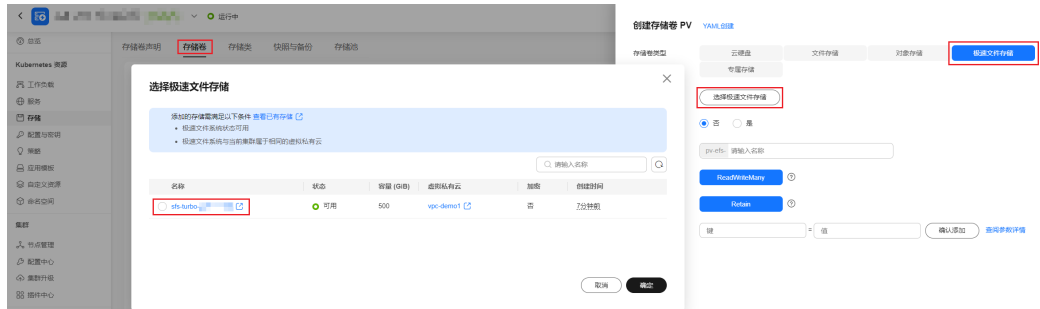 运行中
总览
Kubernetes 资源
工作负载
服务
存储
配置与密钥
策略
应用模板
自定义资源
命名空间
集群
节点管理
配置中心
集群升级
插件中心
存储卷声明 存储卷 存储类 快照与备份 存储池
选择极速文件存储
添加的存储需满足以下条件 查看已有存储
• 极速文件系统状态可用
• 极速文件系统与当前集群属于相同的虚拟私有云
请输入名称
名称 状态 容量 (GiB) 虚拟私有云 加密 创建时间
sfs-turbo- 可用 500 vpc-demo1 否 7分钟前
取消 确定
创建存储卷 PV YAML创建
存储卷类型 云硬盘 文件存储 对象存储 极速文件存储
专属存储
选择极速文件存储
否 是
pv-efs- 请输入名称
ReadWriteMany
Retain
键 = 值 确认添加 查阅参数详情